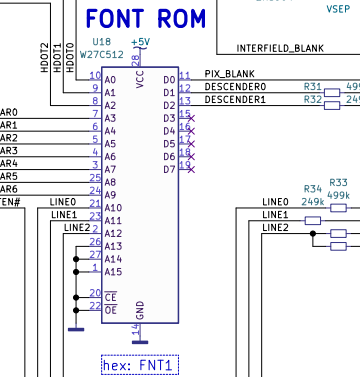 VSEP
FONT ROM
U18
+5V
W27C512
INTERFIELD_BLANK
HDOT2
HDOT1
HDOT0
28
VCC
10 A0 D0 11 PIX_BLANK
9 A1 D1 12 DESCENDER0 R31 499
8 A2 D2 13 DESCENDER1 R32 249
AR0 7 A3 D3 15
AR1 6 A4 D4 16
AR2 5 A5 D5 17
AR3 4 A6 D6 18
AR4 3 A7 D7 19
AR5 25 A8
AR6 24 A9
TEN# LINE0 21 A10
LINE1 23 A11
LINE2 2 A12
26 A13
27 A14
1 A15
20 CE
22 OE
GND
14
R34 R33
249k 499k
LINE0
LINE1
LINE2
hex: FNT1